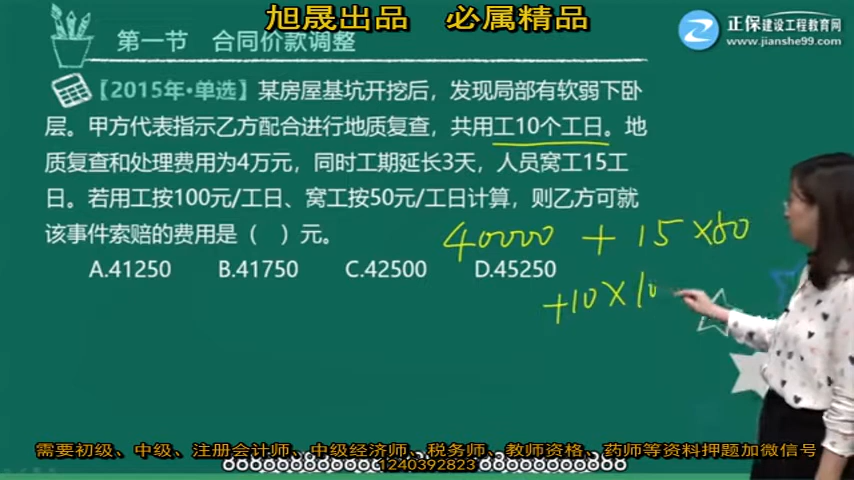 旭晟出品 必属精品
正保建设工程教育网
www.jianshe99.com
第一节 合同价款调整
【2015年·单选】某房屋基坑开挖后，发现局部有软弱下卧
层。甲方代表指示乙方配合进行地质复查，共用工10个工日。地
质复查和处理费用为4万元，同时工期延长3天，人员窝工15工
日。若用工按100元/工日、窝工按50元/工日计算，则乙方可就
该事件索赔的费用是（ ）元。
40000 + 15×50
A.41250 B.41750 C.42500 D.45250
+10×10
需要初级、中级、注册会计师、中级经济师、税务师、教师资格、药师等资料押题加微信号
1240392823